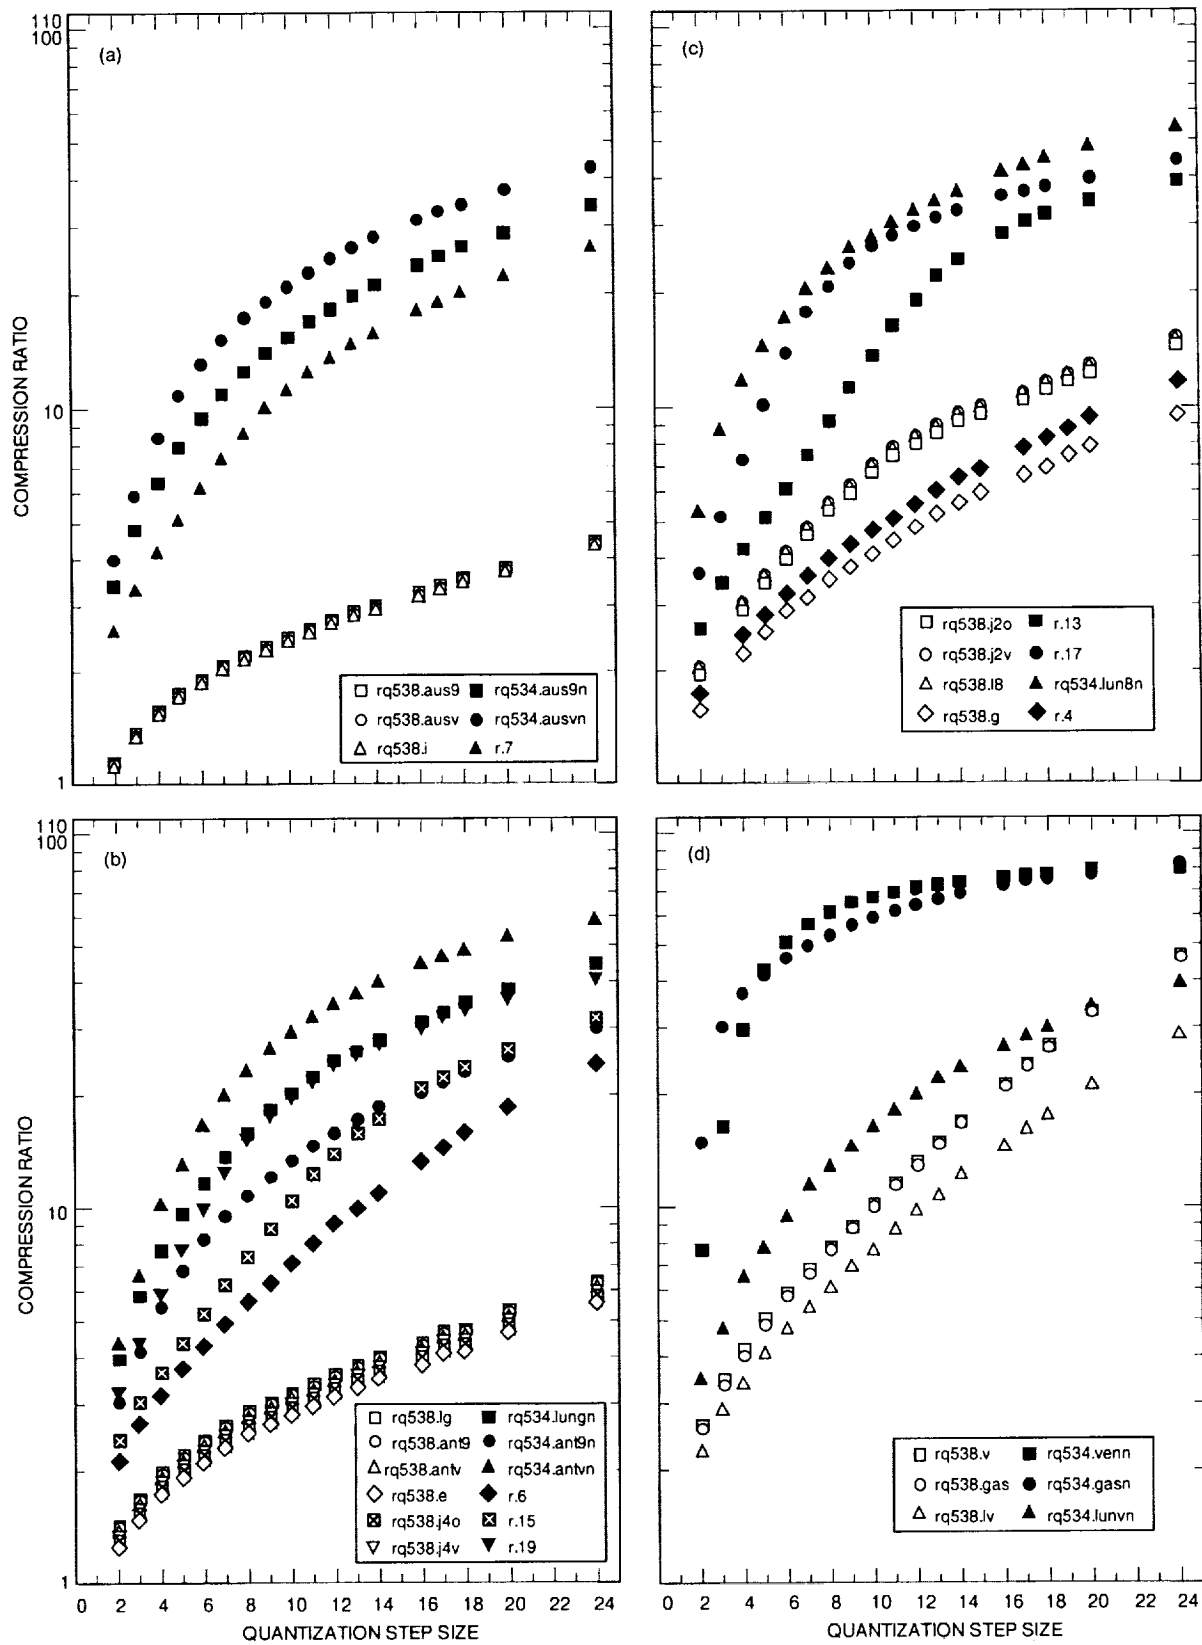 110
100
10
1
COMPRESSION RATIO
(a)
rq538.aus9
rq538.ausv
rq538.i
rq534.aus9n
rq534.ausvn
r.7
(c)
rq538.j2o
rq538.j2v
rq538.l8
rq538.g
r.13
r.17
rq534.lun8n
r.4
110
100
10
1
COMPRESSION RATIO
(b)
rq538.lg
rq538.ant9
rq538.antv
rq538.e
rq538.j4o
rq538.j4v
rq534.lungn
rq534.ant9n
rq534.antvn
r.6
r.15
r.19
0 2 4 6 8 10 12 14 16 18 20 22 24
QUANTIZATION STEP SIZE
(d)
rq538.v
rq538.gas
rq538.lv
rq534.venn
rq534.gasn
rq534.lunvn
0 2 4 6 8 10 12 14 16 18 20 22 24
QUANTIZATION STEP SIZE